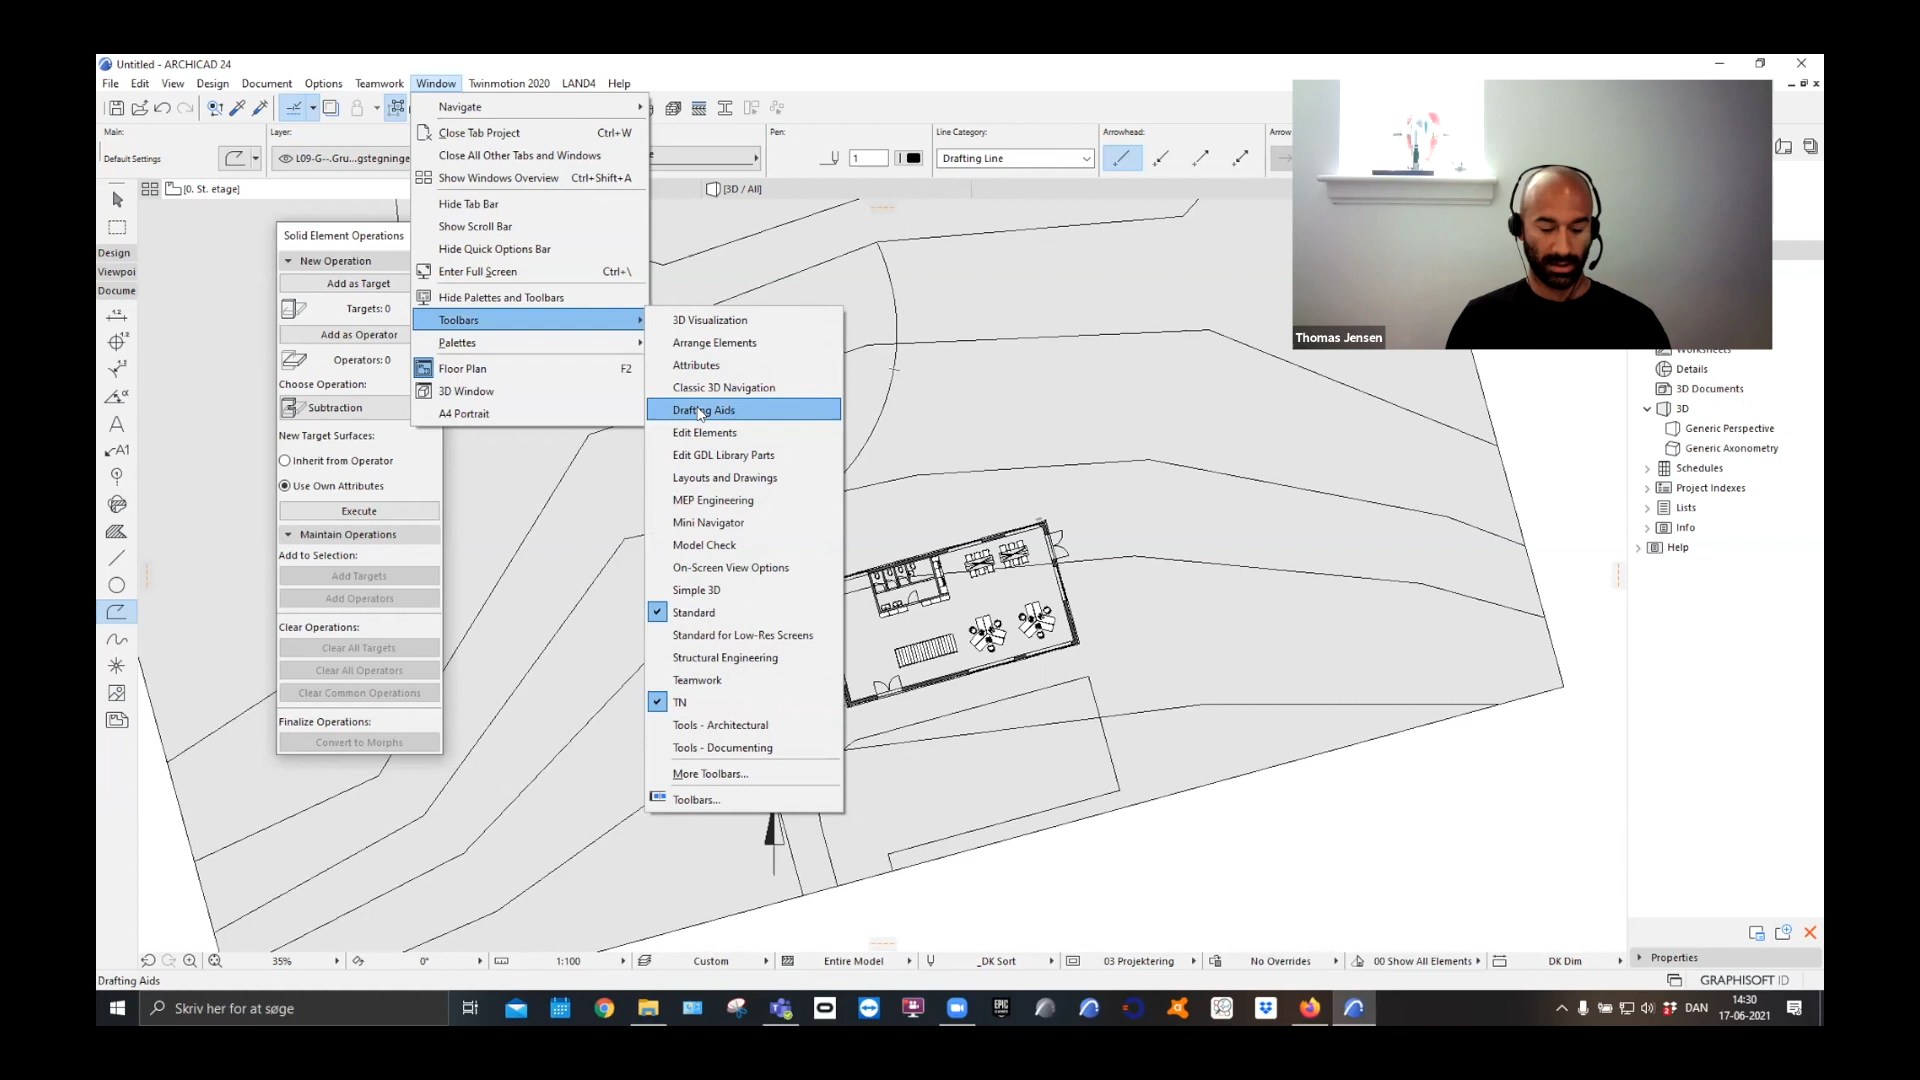 Untitled - ARCHICAD 24
File Edit View Design Document Options Teamwork Window Twinmotion 2020 LAND4 Help
Main:
Default Settings
Layer:
L09-G--.Gru...gstegninge
Pen:
1
Line Category:
Drafting Line
Arrowhead:
Arrow
[0. St. etage]
[3D / All]
Navigate
Close Tab Project Ctrl+W
Close All Other Tabs and Windows
Show Windows Overview Ctrl+Shift+A
Hide Tab Bar
Show Scroll Bar
Hide Quick Options Bar
Enter Full Screen Ctrl+\
Hide Palettes and Toolbars
Toolbars
Palettes
Floor Plan F2
3D Window
A4 Portrait
3D Visualization
Arrange Elements
Attributes
Classic 3D Navigation
Drafting Aids
Edit Elements
Edit GDL Library Parts
Layouts and Drawings
MEP Engineering
Mini Navigator
Model Check
On-Screen View Options
Simple 3D
Standard
Standard for Low-Res Screens
Structural Engineering
Teamwork
TN
Tools - Architectural
Tools - Documenting
More Toolbars...
Toolbars...
Design
Viewpoi
Docume
Solid Element Operations
New Operation
Add as Target
Targets: 0
Add as Operator
Operators: 0
Choose Operation:
Subtraction
New Target Surfaces:
Inherit from Operator
Use Own Attributes
Execute
Maintain Operations
Add to Selection:
Add Targets
Add Operators
Clear Operations:
Clear All Targets
Clear All Operators
Clear Common Operations
Finalize Operations:
Convert to Morphs
Thomas Jensen
Worksheets
Details
3D Documents
3D
Generic Perspective
Generic Axonometry
Schedules
Project Indexes
Lists
Info
Help
Properties
35% 0° 1:100 Custom Entire Model _DK Sort 03 Projektering No Overrides 00 Show All Elements DK Dim
Drafting Aids
GRAPHISOFT ID
Skriv her for at søge
EPIC
DAN
14:30
17-06-2021